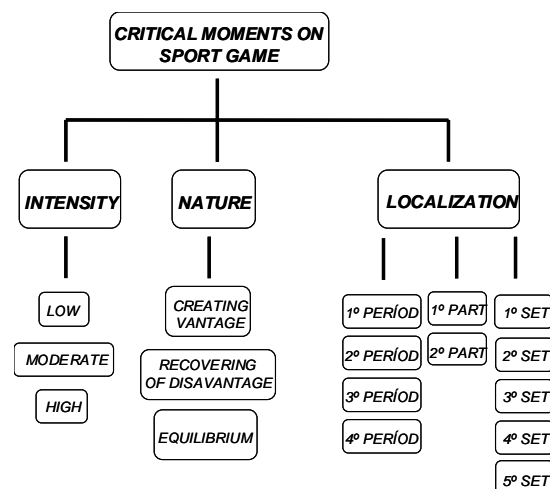 CRITICAL MOMENTS ON
SPORT GAME
INTENSITY
NATURE
LOCALIZATION
LOW
MODERATE
HIGH
CREATING
VANTAGE
RECOVERING
OF DISAVANTAGE
EQUILIBRIUM
1º PERÍOD
2º PERÍOD
3º PERÍOD
4º PERÍOD
1º PART
2º PART
1º SET
2º SET
3º SET
4º SET
5º SET